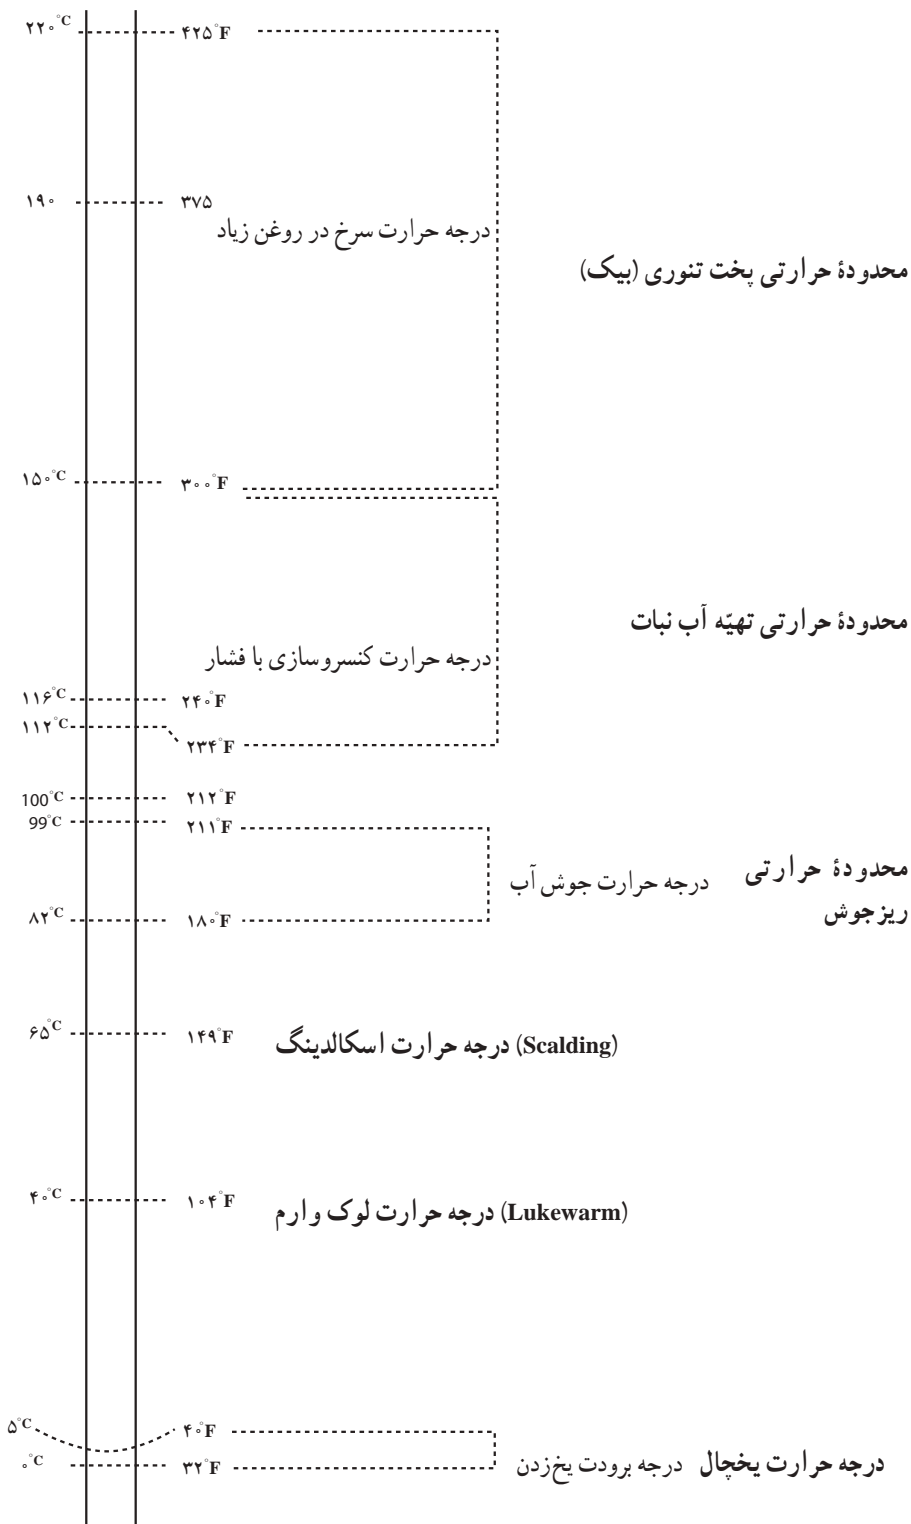 ۲۲۰°C ۴۲۵°F
۱۹۰ ۳۷۵
درجه حرارت سرخ در روغن زیاد
محدودۀ حرارتی پخت تنوری (بیک)
۱۵۰°C ۳۰۰°F
محدودۀ حرارتی تهیّه آب نبات
درجه حرارت کنسروسازی با فشار
۱۱۶°C ۲۴۰°F
۱۱۲°C ۲۳۴°F
100°C ۲۱۲°F
99°C ۲۱۱°F
محدودۀ حرارتی درجه حرارت جوش آب
ریزجوش
۸۲°C ۱۸۰°F
۶۵°C ۱۴۹°F
(Scalding) درجه حرارت اسکالدینگ
۴۰°C ۱۰۴°F
(Lukewarm) درجه حرارت لوک وارم
۵°C ۴۰°F
۰°C ۳۲°F
درجه حرارت یخچال درجه برودت یخ‌زدن